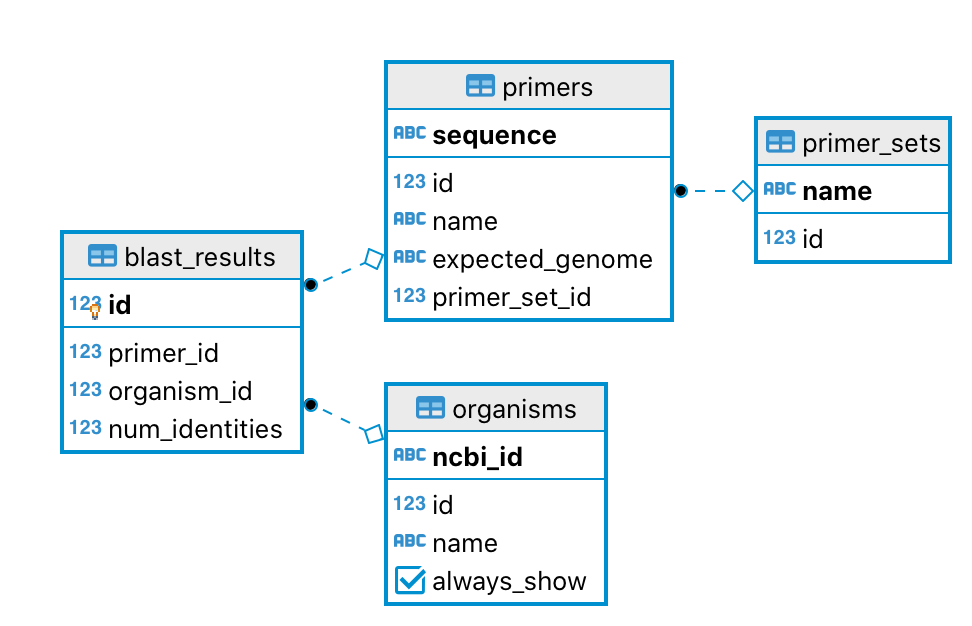 primers
ABC sequence
123 id
ABC name
ABC expected_genome
123 primer_set_id
primer_sets
ABC name
123 id
blast_results
123 id
123 primer_id
123 organism_id
123 num_identities
organisms
ABC ncbi_id
123 id
ABC name
always_show